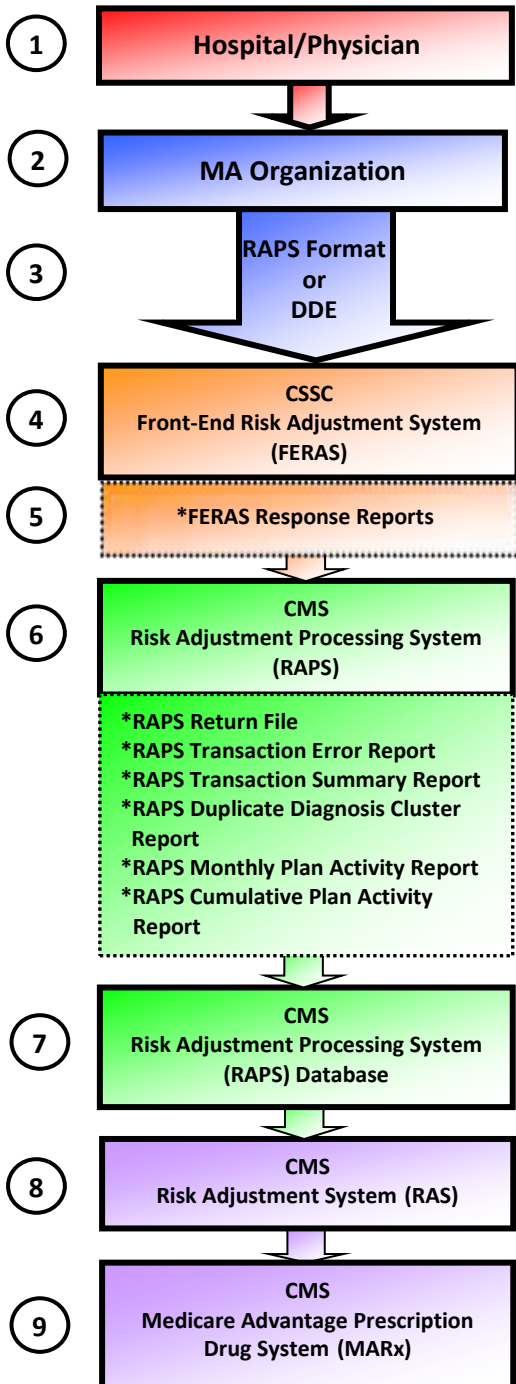 1
Hospital/Physician
2
MA Organization
3
RAPS Format
or
DDE
4
CSSC
Front-End Risk Adjustment System
(FERAS)
5
*FERAS Response Reports
6
CMS
Risk Adjustment Processing System
(RAPS)
*RAPS Return File
*RAPS Transaction Error Report
*RAPS Transaction Summary Report
*RAPS Duplicate Diagnosis Cluster
Report
*RAPS Monthly Plan Activity Report
*RAPS Cumulative Plan Activity
Report
7
CMS
Risk Adjustment Processing System
(RAPS) Database
8
CMS
Risk Adjustment System (RAS)
9
CMS
Medicare Advantage Prescription
Drug System (MARx)